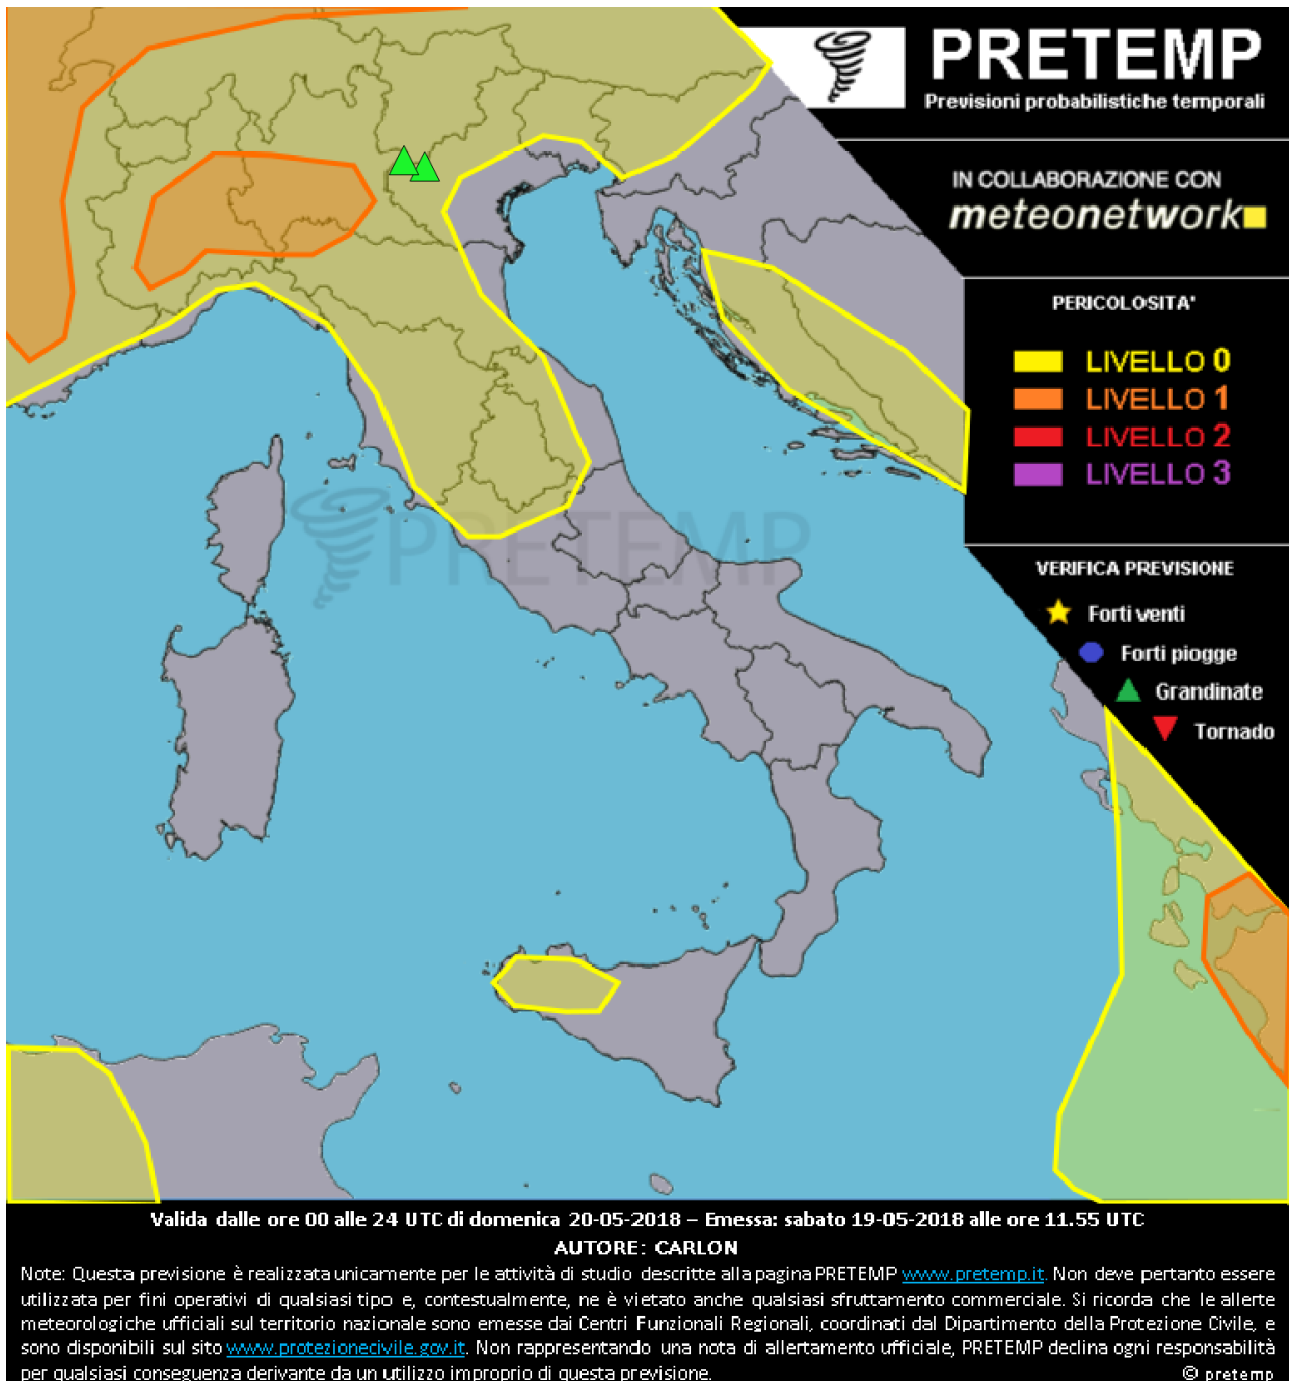 PRETEMP
Previsioni probabilistiche temporali
IN COLLABORAZIONE CON
meteonetwork
PERICOLOSITA'
LIVELLO 0
LIVELLO 1
LIVELLO 2
LIVELLO 3
PRETEMP
VERIFICA PREVISIONE
Forti venti
Forti piogge
Grandinate
Tornado
Valida dalle ore 00 alle 24 UTC di domenica 20-05-2018 – Emessa: sabato 19-05-2018 alle ore 11.55 UTC
AUTORE: CARLON
Note: Questa previsione è realizzata unicamente per le attività di studio descritte alla pagina PRETEMP www.pretemp.it. Non deve pertanto essere
utilizzata per fini operativi di qualsiasi tipo e, contestualmente, ne è vietato anche qualsiasi sfruttamento commerciale. Si ricorda che le allerte
meteorologiche ufficiali sul territorio nazionale sono emesse dai Centri Funzionali Regionali, coordinati dal Dipartimento della Protezione Civile, e
sono disponibili sul sito www.protezionecivile.gov.it. Non rappresentando una nota di allertamento ufficiale, PRETEMP declina ogni responsabilità
per qualsiasi conseguenza derivante da un utilizzo improprio di questa previsione. © pretemp